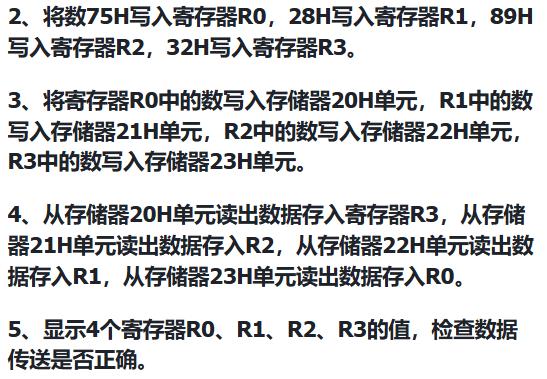 2、将数75H写入寄存器R0，28H写入寄存器R1，89H
写入寄存器R2，32H写入寄存器R3。
3、将寄存器R0中的数写入存储器20H单元，R1中的数
写入存储器21H单元，R2中的数写入存储器22H单元，
R3中的数写入存储器23H单元。
4、从存储器20H单元读出数据存入寄存器R3，从存储
器21H单元读出数据存入R2，从存储器22H单元读出数
据存入R1，从存储器23H单元读出数据存入R0。
5、显示4个寄存器R0、R1、R2、R3的值，检查数据
传送是否正确。